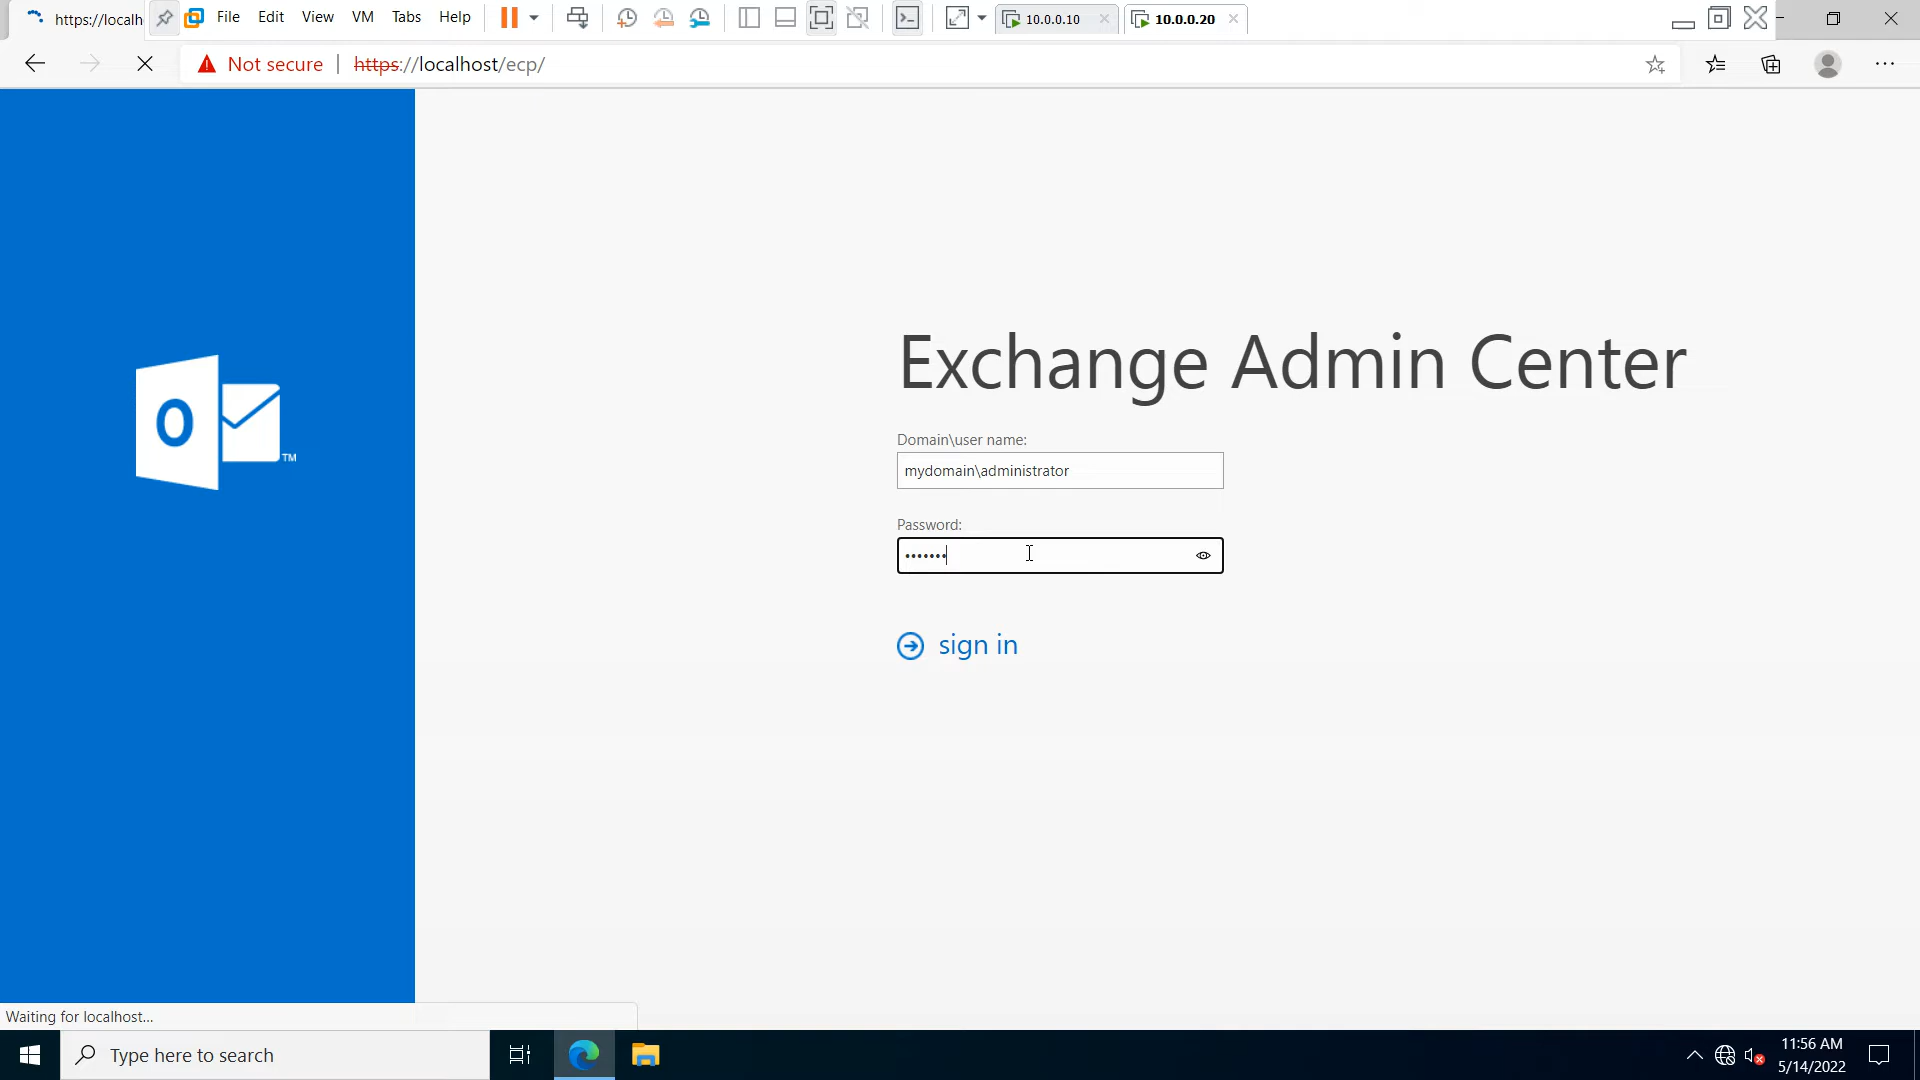 https://localh
File Edit View VM Tabs Help
10.0.0.10
10.0.0.20
Not secure | https://localhost/ecp/
Exchange Admin Center
Domain\user name:
mydomain\administrator
Password:
•••••••
sign in
O
TM
Waiting for localhost...
Type here to search
11:56 AM
5/14/2022